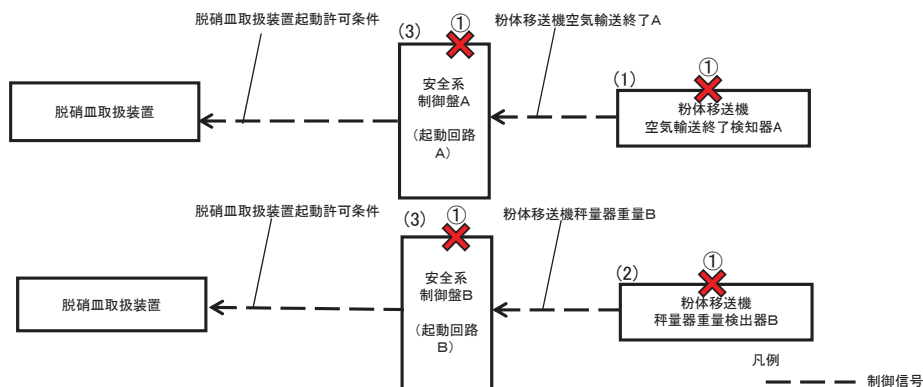 脱硝皿取扱装置起動許可条件
粉体移送機空気輸送終了A
(3)
①
安全系
制御盤A
(起動回路
A)
(1)
①
粉体移送機
空気輸送終了検知器A
脱硝皿取扱装置
脱硝皿取扱装置起動許可条件
粉体移送機秤量器重量B
(3)
①
安全系
制御盤B
(起動回路
B)
(2)
①
粉体移送機
秤量器重量検出器B
脱硝皿取扱装置
凡例
制御信号